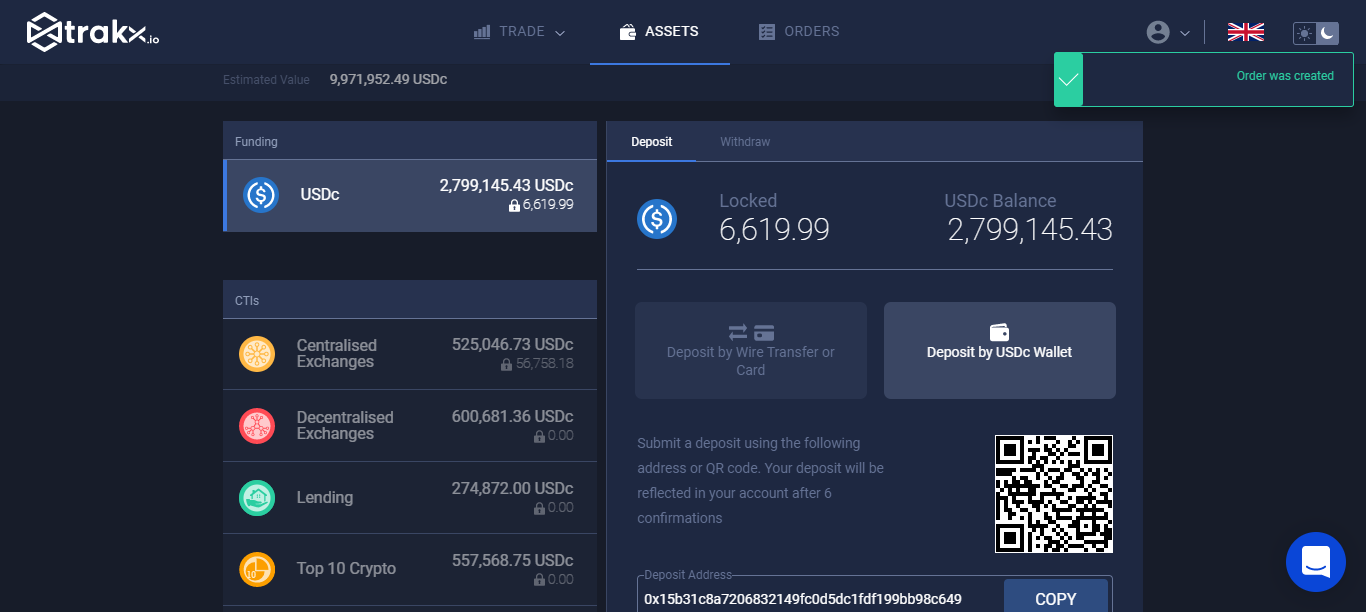 trakx.io
TRADE
ASSETS
ORDERS
Estimated Value 9,971,952.49 USDc
Order was created
Funding
USDc
2,799,145.43 USDc
6,619.99
CTIs
Centralised
Exchanges
525,046.73 USDc
56,758.18
Decentralised
Exchanges
600,681.36 USDc
0.00
Lending
274,872.00 USDc
0.00
Top 10 Crypto
557,568.75 USDc
0.00
Deposit
Withdraw
Locked
6,619.99
USDc Balance
2,799,145.43
Deposit by Wire Transfer or
Card
Deposit by USDc Wallet
Submit a deposit using the following
address or QR code. Your deposit will be
reflected in your account after 6
confirmations
Deposit Address
0x15b31c8a7206832149fc0d5dc1fdf199bb98c649
COPY